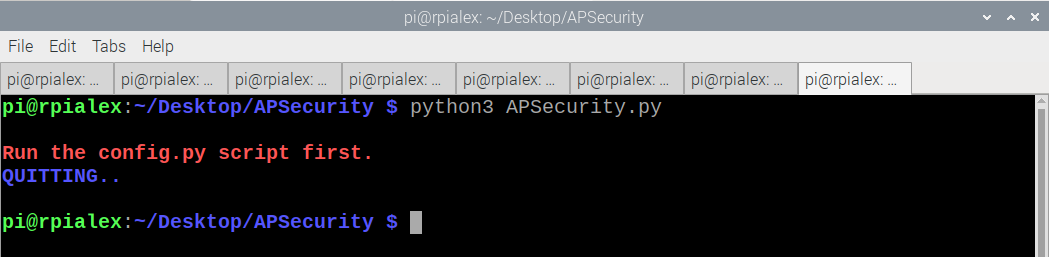 pi@rpialex: ~/Desktop/APSecurity
File Edit Tabs Help
pi@rpialex: ... pi@rpialex: ... pi@rpialex: ... pi@rpialex: ... pi@rpialex: ... pi@rpialex: ... pi@rpialex: ... pi@rpialex: ...
pi@rpialex:~/Desktop/APSecurity $ python3 APSecurity.py
Run the config.py script first.
QUITTING..
pi@rpialex:~/Desktop/APSecurity $